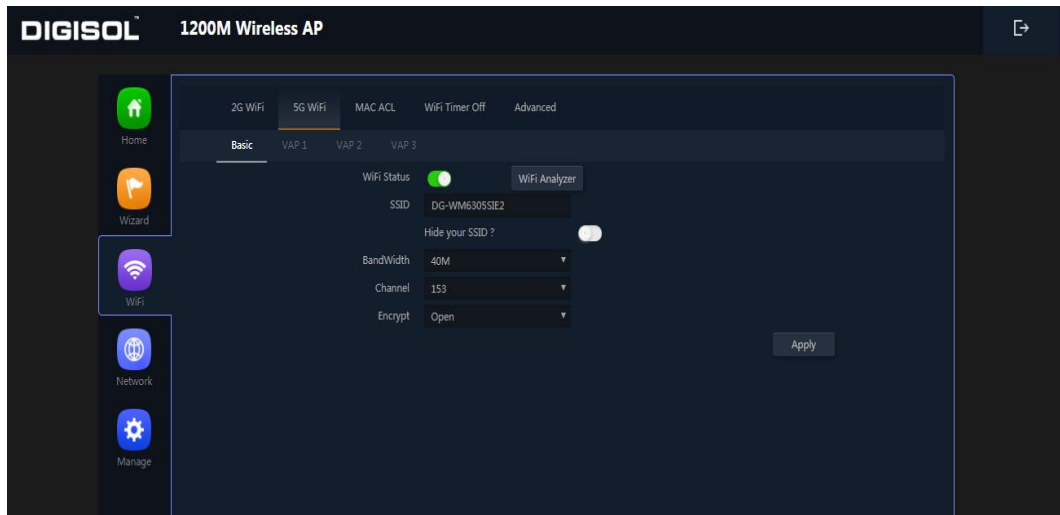 DIGISOL™ 1200M Wireless AP
Home
Wizard
WiFi
Network
Manage
2G WiFi 5G WiFi MAC ACL WiFi Timer Off Advanced
Basic VAP 1 VAP 2 VAP 3
WiFi Status WiFi Analyzer
SSID DG-WM6305SIE2
Hide your SSID ?
BandWidth 40M
Channel 153
Encrypt Open
Apply